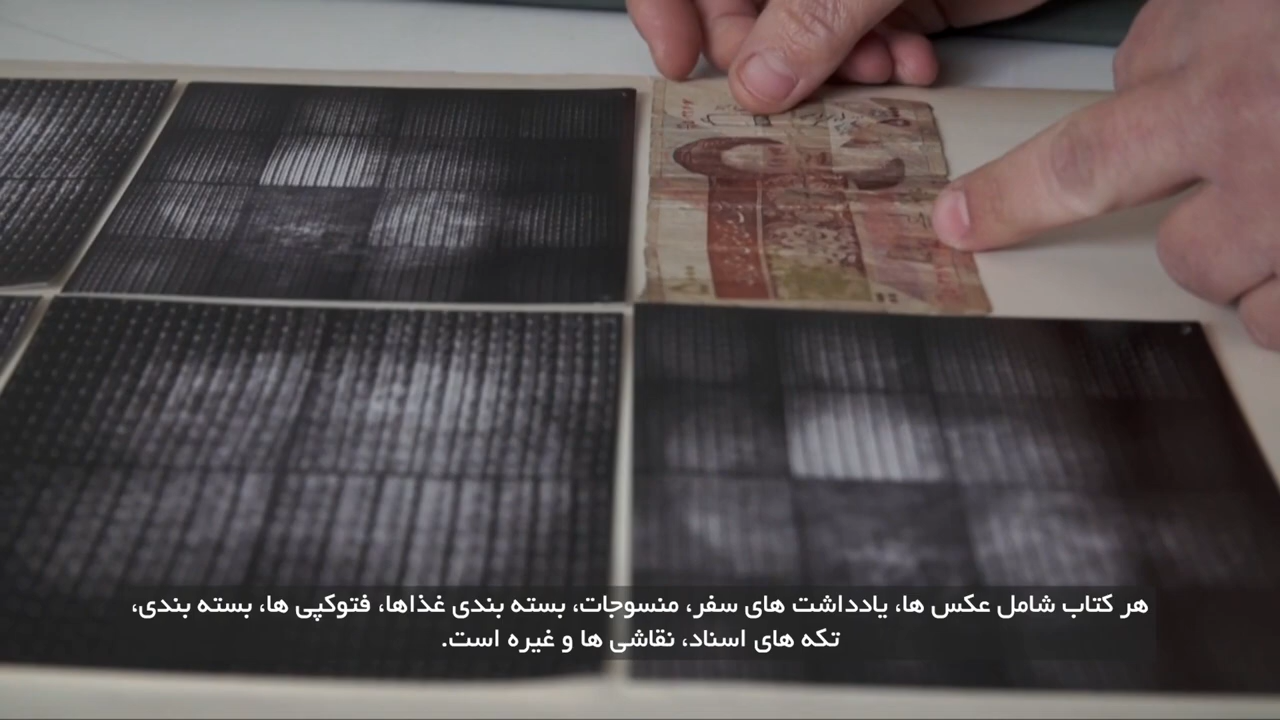 هر کتاب شامل عکس ها، یادداشت های سفر، منسوجات، بسته بندی غذاها، فتوکپی ها، بسته بندی،
تکه های اسناد، نقاشی ها و غیره است.